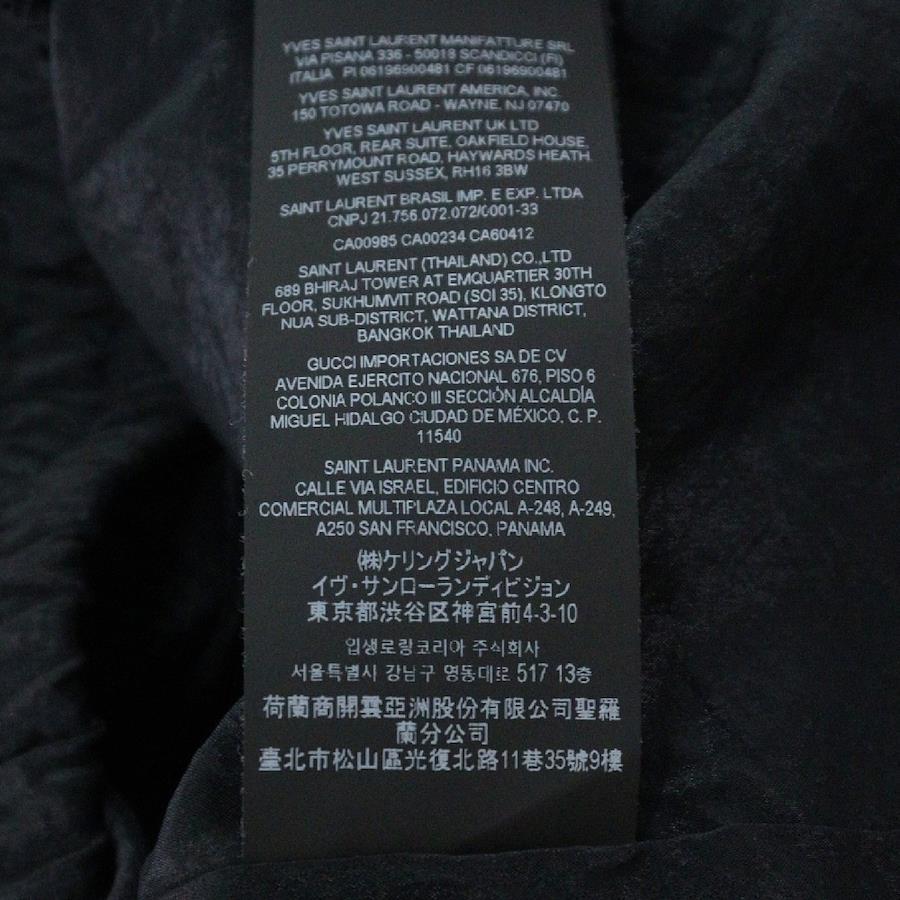 YVES SAINT LAURENT MANIFATTURE SRL
VIA PISANA 336 - 50018 SCANDICCI (FI)
ITALIA PI 06196900481 CF 06196900481
YVES SAINT LAURENT AMERICA, INC.
150 TOTOWA ROAD - WAYNE, NJ 07470
YVES SAINT LAURENT UK LTD
5TH FLOOR, REAR SUITE, OAKFIELD HOUSE,
35 PERRYMOUNT ROAD, HAYWARDS HEATH
WEST SUSSEX, RH16 3BW
SAINT LAURENT BRASIL IMP. E EXP. LTDA
CNPJ 21.756.072.072/0001-33
CA00985 CA00234 CA60412
SAINT LAURENT (THAILAND) CO.,LTD
689 BHIRAJ TOWER AT EMQUARTIER 30TH
FLOOR, SUKHUMVIT ROAD (SOI 35), KLONGTO
NUA SUB-DISTRICT, WATTANA DISTRICT,
BANGKOK THAILAND
GUCCI IMPORTACIONES SA DE CV
AVENIDA EJERCITO NACIONAL 676, PISO 6
COLONIA POLANCO III SECCIÓN ALCALDÍA
MIGUEL HIDALGO CIUDAD DE MÉXICO, C. P.
11540
SAINT LAURENT PANAMA INC.
CALLE VIA ISRAEL, EDIFICIO CENTRO
COMERCIAL MULTIPLAZA LOCAL A-248, A-249,
A250 SAN FRANCISCO, PANAMA
(株)ケリングジャパン
イヴ・サンローランディビジョン
東京都渋谷区神宮前4-3-10
입생로랑코리아 주식회사
서울특별시 강남구 영동대로 517 13층
荷蘭商開雲亞洲股份有限公司聖羅
蘭分公司
臺北市松山區光復北路11巷35號9樓